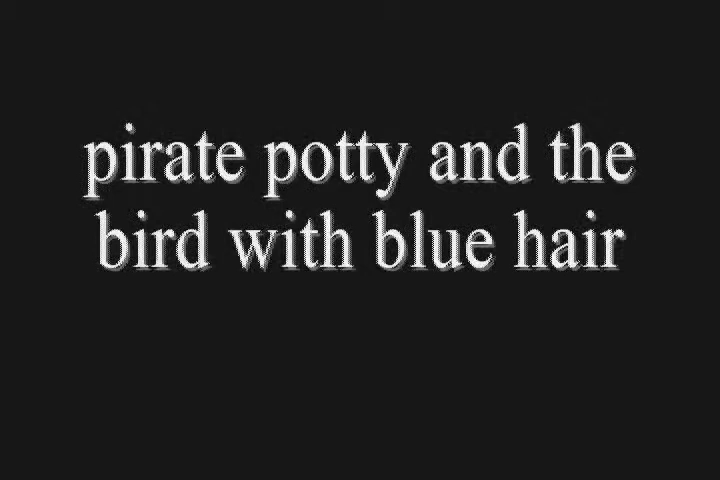 pirate potty and the
bird with blue hair